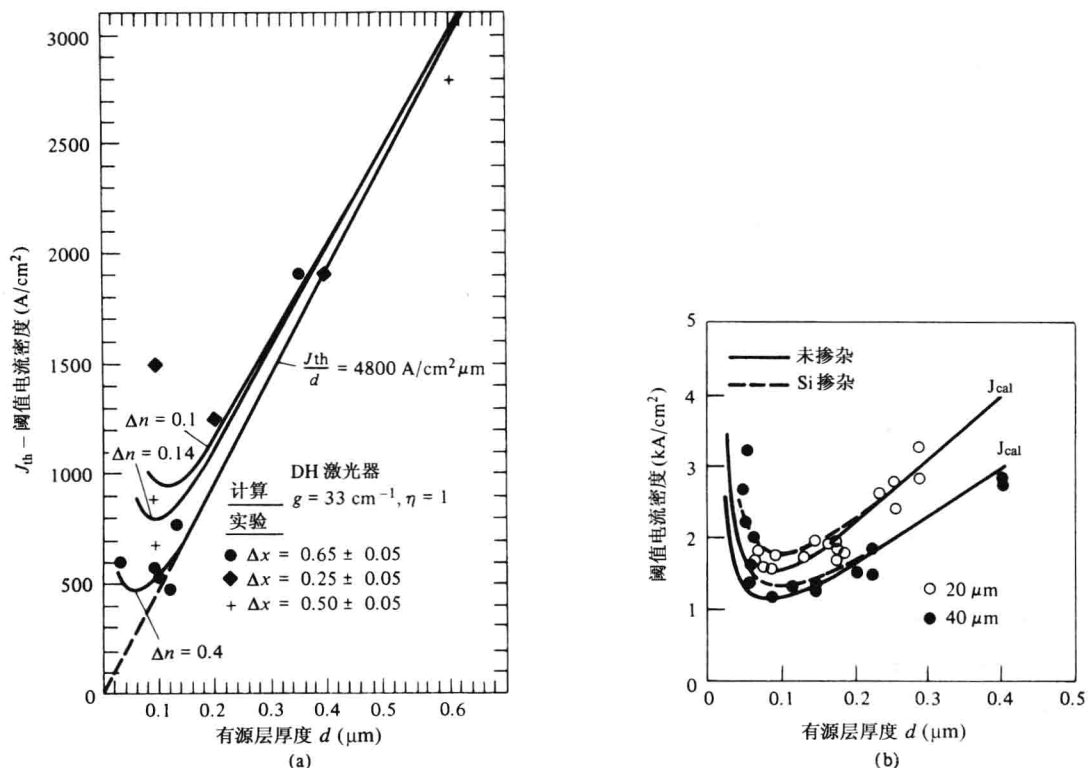 3000
2500
2000
1500
1000
500
0
J_th – 阈值电流密度 (A/cm²)
J_th/d = 4800 A/cm² μm
Δn = 0.1
Δn = 0.14
Δn = 0.4
DH 激光器
计算 g = 33 cm⁻¹, η = 1
实验
● Δx = 0.65 ± 0.05
◆ Δx = 0.25 ± 0.05
+ Δx = 0.50 ± 0.05
0.1 0.2 0.3 0.4 0.5 0.6
有源层厚度 d (μm)
(a)
5
4
3
2
1
0
阈值电流密度 (kA/cm²)
未掺杂
Si 掺杂
J_cal
J_cal
○ 20 μm
● 40 μm
0 0.1 0.2 0.3 0.4 0.5
有源层厚度 d (μm)
(b)